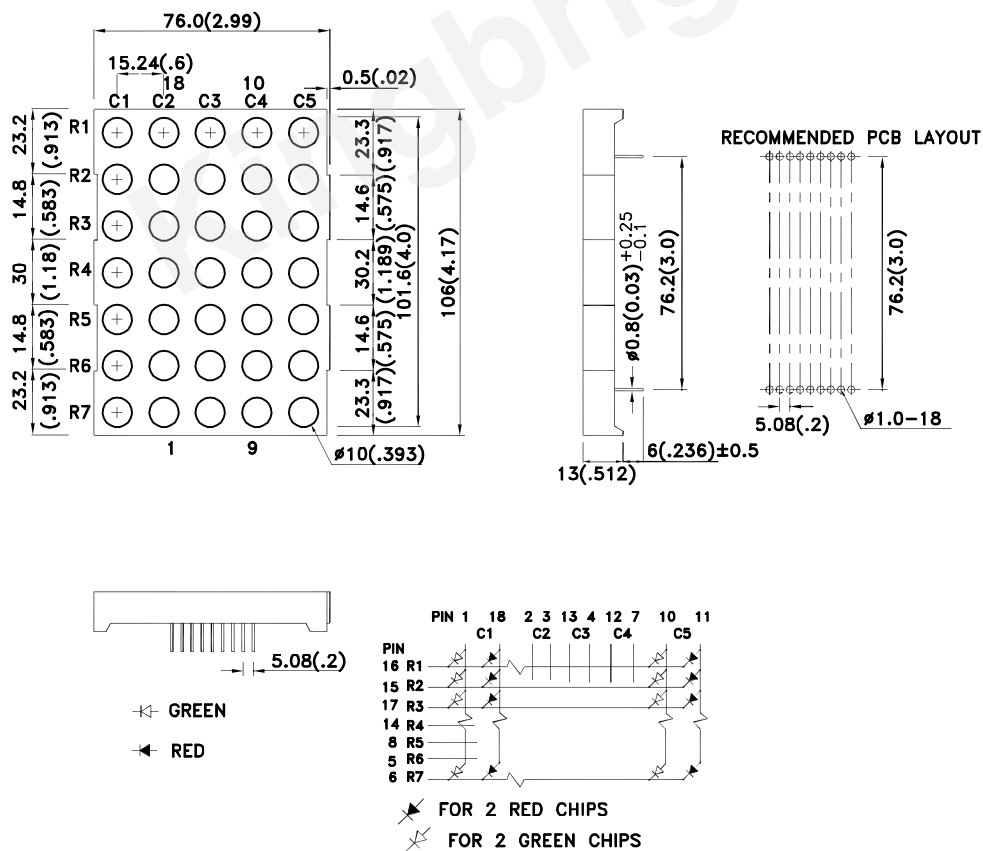 Kingbrig
76.0(2.99)
15.24(.6)
18 10
0.5(.02)
C1 C2 C3 C4 C5
R1
R2
R3
R4
R5
R6
R7
23.2
(.913)
14.8
(.583)
30
(1.18)
14.8
(.583)
23.2
(.913)
23.3
(.917)
14.6
(.575)
30.2
(1.189)
14.6
(.575)
23.3
(.917)
101.6(4.0)
106(4.17)
1 9
ø10(.393)
ø0.8(0.03)+0.25
−0.1
76.2(3.0)
13(.512)
6(.236)±0.5
RECOMMENDED PCB LAYOUT
76.2(3.0)
5.08(.2)
ø1.0-18
5.08(.2)
GREEN
RED
PIN 1 18 2 3 13 4 12 7 10 11
C1 C2 C3 C4 C5
PIN
16 R1
15 R2
17 R3
14 R4
8 R5
5 R6
6 R7
FOR 2 RED CHIPS
FOR 2 GREEN CHIPS